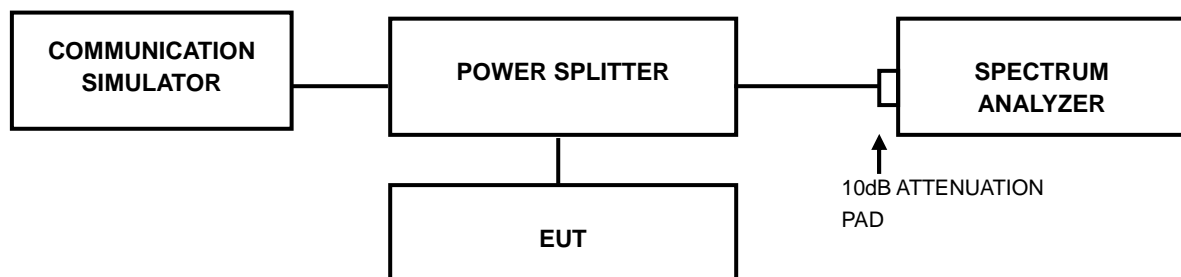 COMMUNICATION
SIMULATOR
POWER SPLITTER
SPECTRUM
ANALYZER
10dB ATTENUATION
PAD
EUT